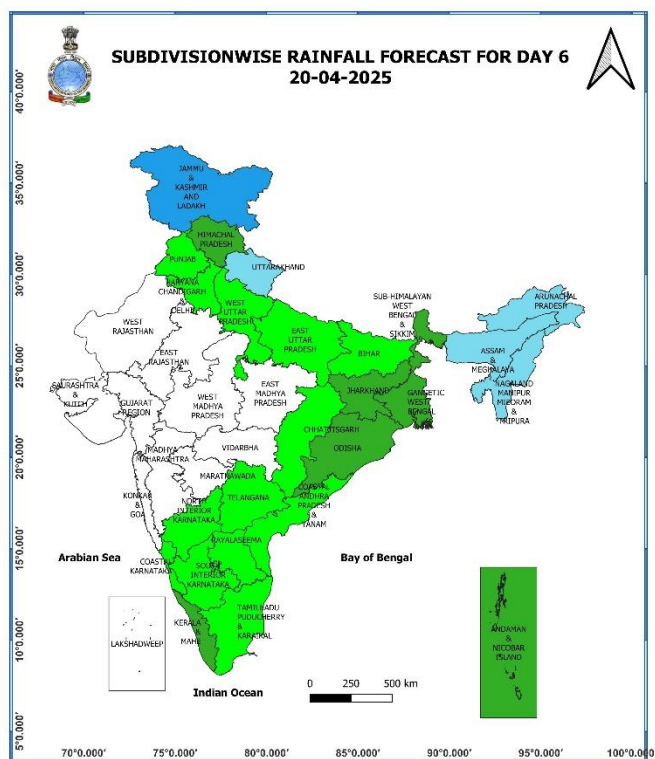 SUBDIVISIONWISE RAINFALL FORECAST FOR DAY 6
20-04-2025
40°0.000'
35°0.000'
30°0.000'
25°0.000'
20°0.000'
15°0.000'
10°0.000'
5°0.000'
JAMMU
&
KASHMIR
AND
LADAKH
HIMACHAL
PRADESH
PUNJAB
UTTARAKHAND
HARYANA
CHANDIGARH
&
DELHI
WEST
UTTAR
PRADESH
SUB-HIMALAYAN
WEST
BENGAL
&
SIKKIM
ARUNACHAL
PRADESH
WEST
RAJASTHAN
EAST
RAJASTHAN
EAST
UTTAR
PRADESH
BIHAR
ASSAM
&
MEGHALAYA
NAGALAND
MANIPUR
MIZORAM
&
TRIPURA
SAURASHTRA
&
KUTCH
GUJARAT
REGION
WEST
MADHYA
PRADESH
EAST
MADHYA
PRADESH
JHARKHAND
GANGETIC
WEST
BENGAL
CHHATTISGARH
ODISHA
MADHYA
MAHARASHTRA
VIDARBHA
MARATHAWADA
KONKAN
&
GOA
NORTH
INTERIOR
KARNATAKA
TELANGANA
COASTAL
ANDHRA
PRADESH
&
YANAM
RAYALASEEMA
Arabian Sea
Bay of Bengal
COASTAL
KARNATAKA
SOUTH
INTERIOR
KARNATAKA
TAMILNADU
PUDUCHERRY
&
KARAIKAL
KERALA
&
MAHE
LAKSHADWEEP
ANDAMAN
&
NICOBAR
ISLAND
Indian Ocean
0 250 500 km
70°0.000' 75°0.000' 80°0.000' 85°0.000' 90°0.000' 95°0.000' 100°0.000'